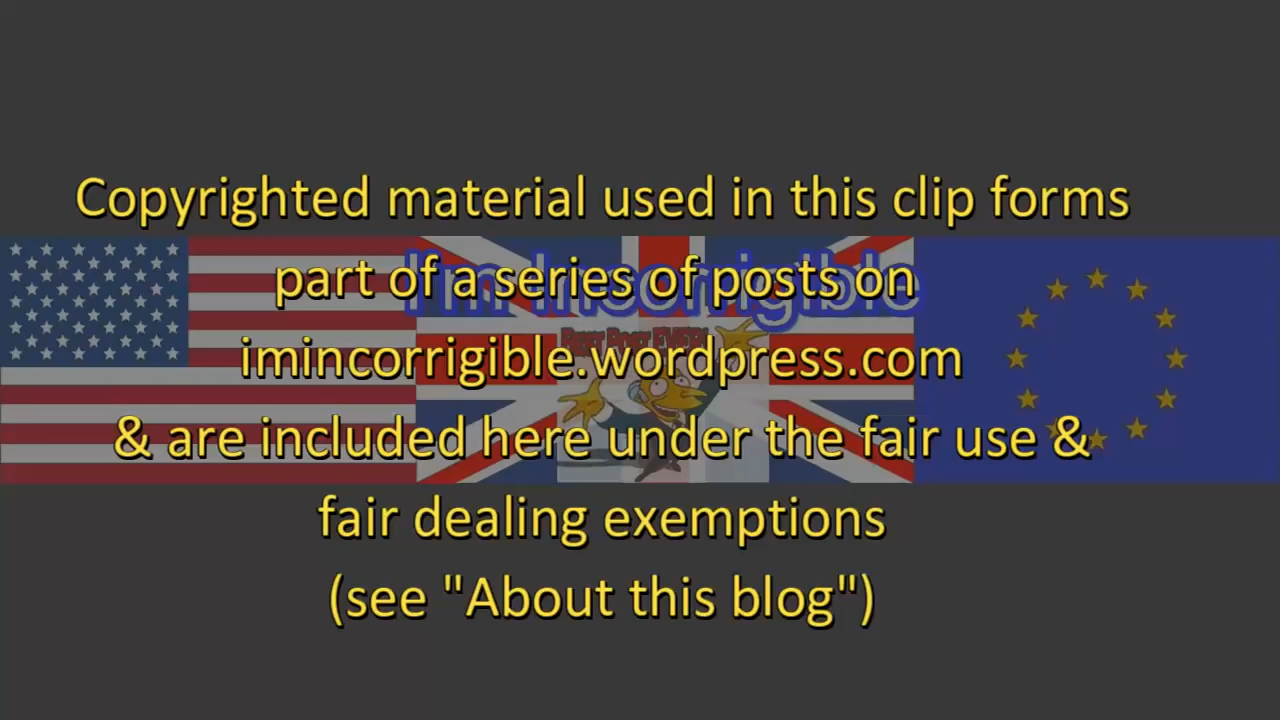 Copyrighted material used in this clip forms
I'm Incorrigible
part of a series of posts on
imincorrigible.wordpress.com
& are included here under the fair use &
fair dealing exemptions
(see "About this blog")